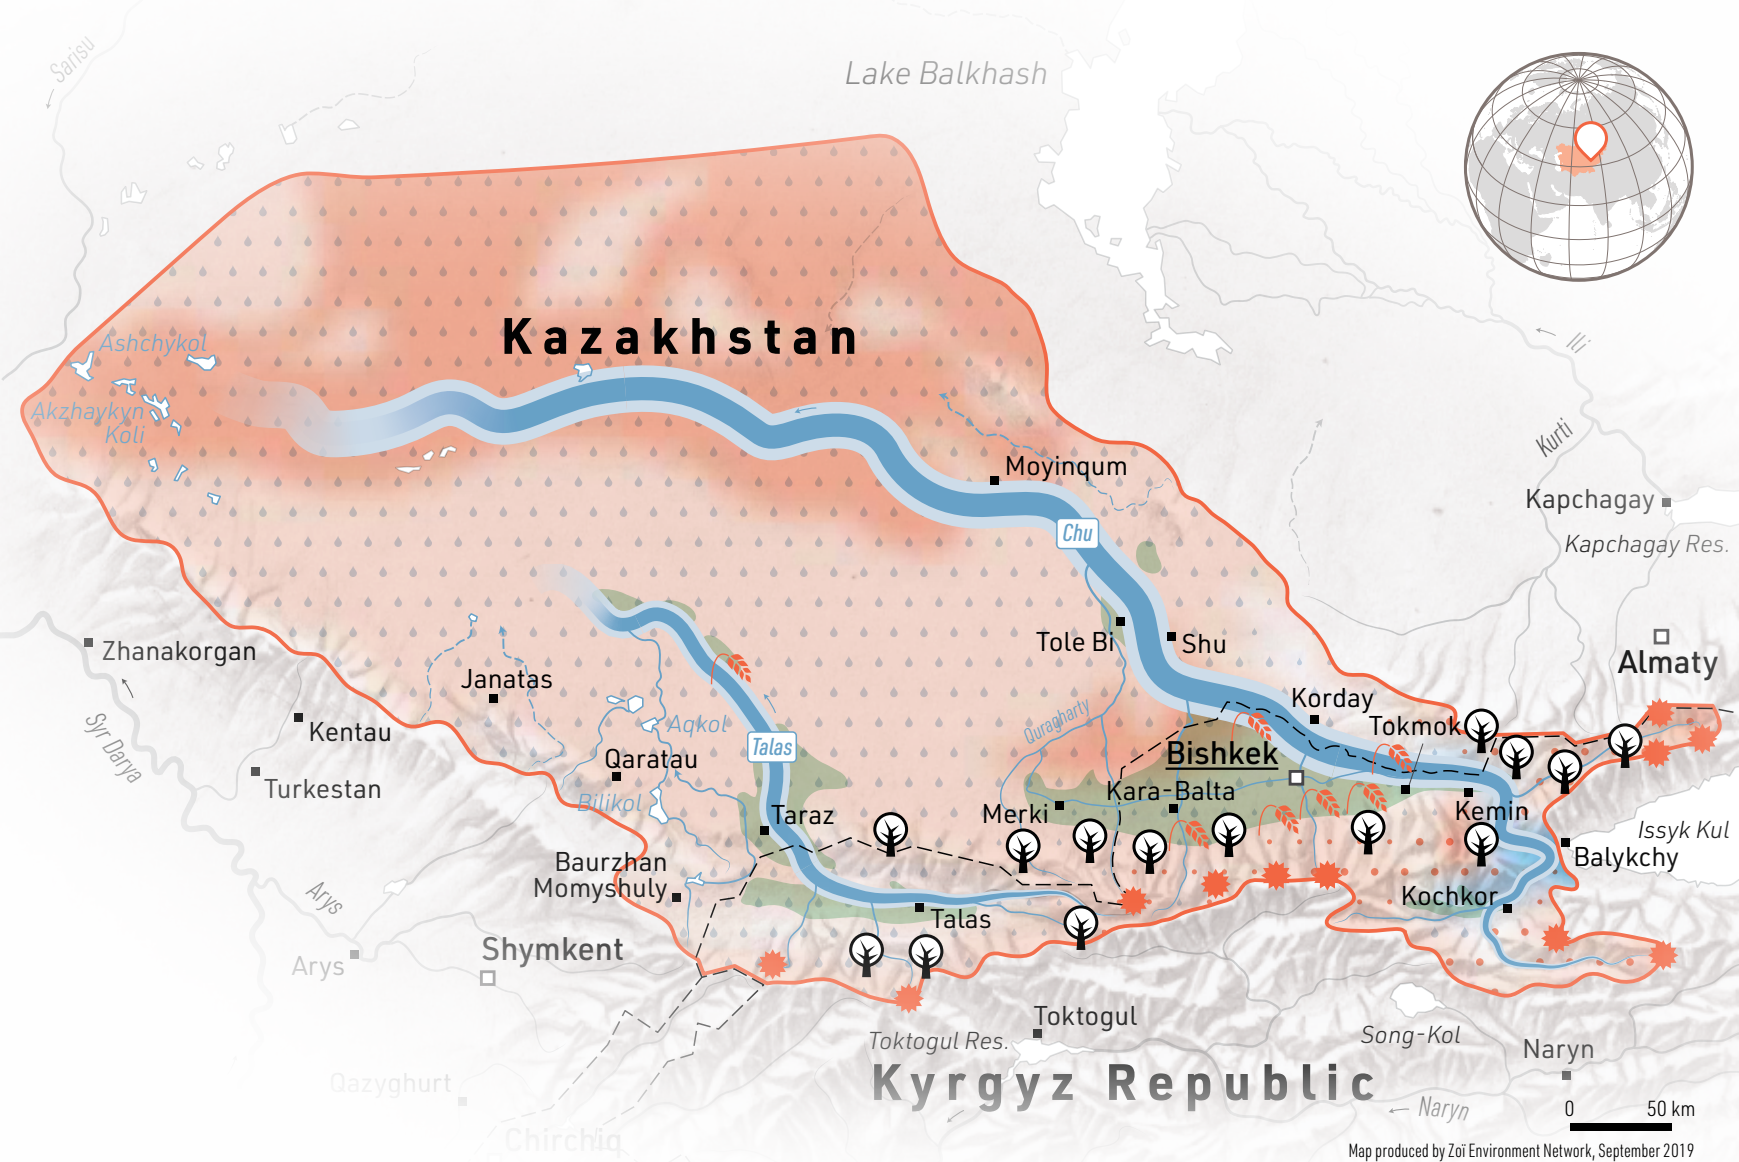 Sarisu
Lake Balkhash
Kazakhstan
Ashchykol
Akzhaykyn
Koli
Ili
Kurti
Moyinqum
Kapchagay
Chu
Kapchagay Res.
Zhanakorgan
Tole Bi
Shu
Almaty
Janatas
Korday
Syr Darya
Kentau
Aqkol
Quragharty
Tokmok
Talas
Qaratau
Bishkek
Turkestan
Bilikol
Kara-Balta
Taraz
Merki
Kemin
Issyk Kul
Balykchy
Baurzhan
Momyshuly
Arys
Kochkor
Talas
Shymkent
Arys
Toktogul
Toktogul Res.
Song-Kol
Naryn
Kyrgyz Republic
Qazyghurt
Naryn
0 50 km
Chirchiq
Map produced by Zoï Environment Network, September 2019